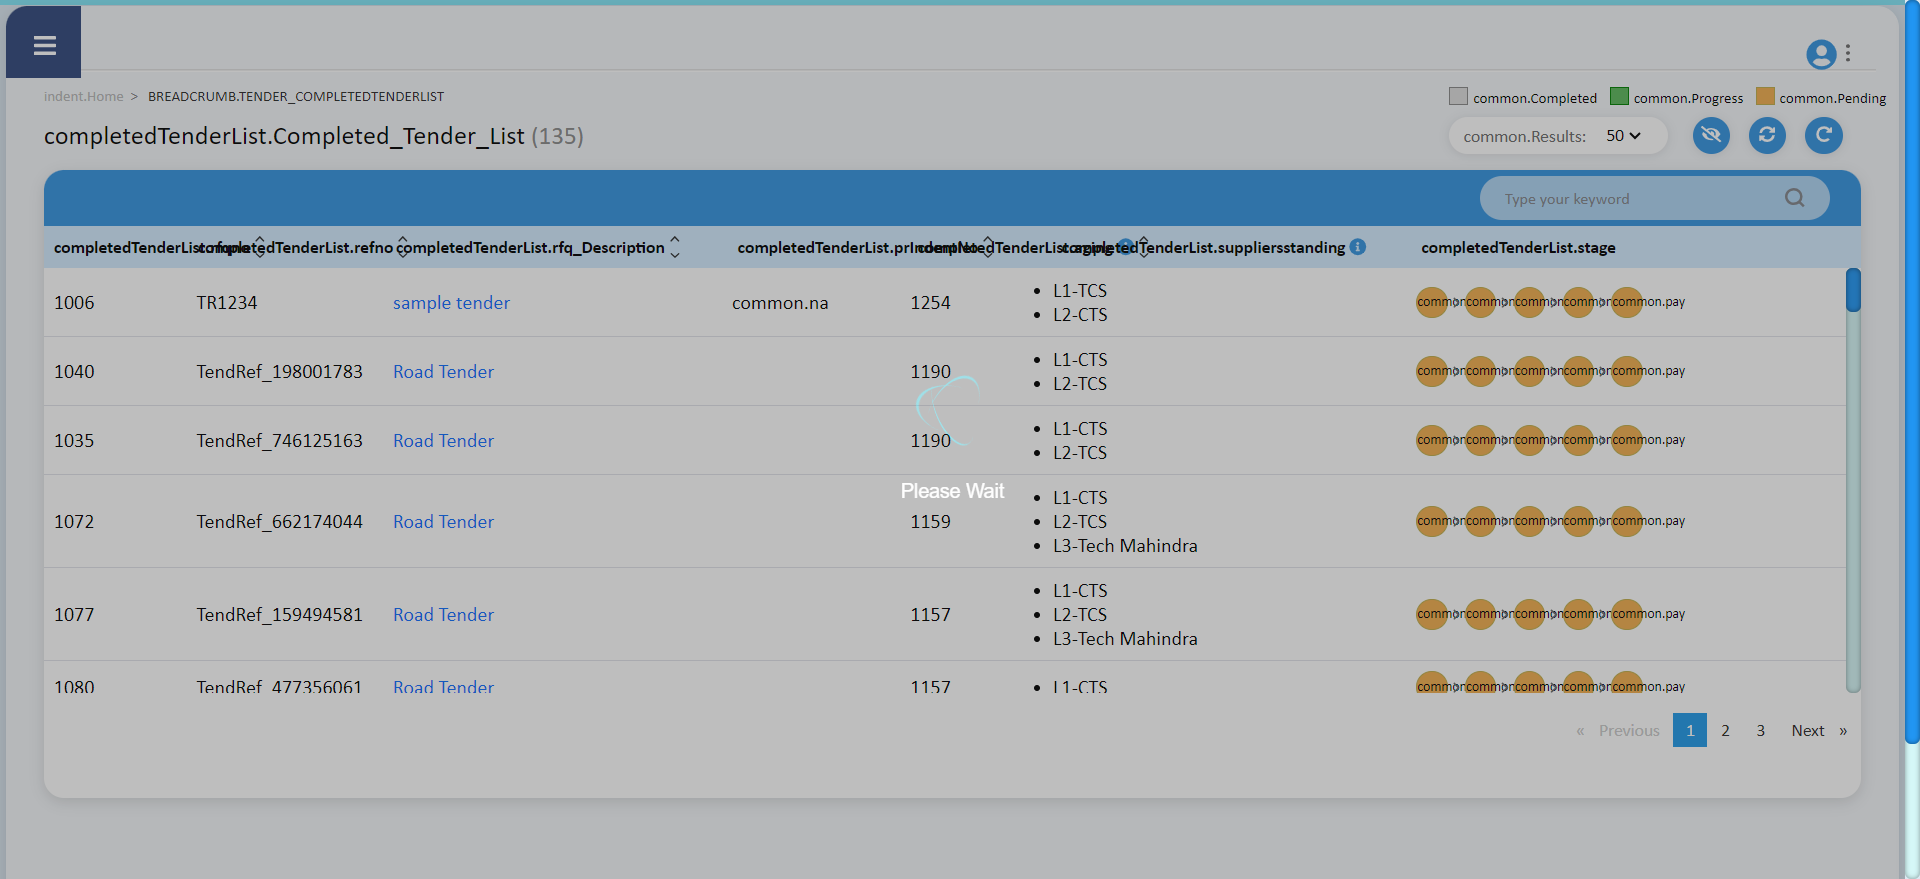 indent.Home > BREADCRUMB.TENDER_COMPLETEDTENDERLIST
common.Completed common.Progress common.Pending
completedTenderList.Completed_Tender_List (135)
common.Results: 50
Type your keyword
completedTenderList.rfqno completedTenderList.refno completedTenderList.rfq_Description completedTenderList.prIndentNo completedTenderList.aging completedTenderList.suppliersstanding completedTenderList.stage
1006 TR1234 sample tender common.na 1254
L1-TCS
L2-CTS
common common common common common.pay
1040 TendRef_198001783 Road Tender 1190
L1-CTS
L2-TCS
common common common common common.pay
1035 TendRef_746125163 Road Tender 1190
L1-CTS
L2-TCS
common common common common common.pay
Please Wait
1072 TendRef_662174044 Road Tender 1159
L1-CTS
L2-TCS
L3-Tech Mahindra
common common common common common.pay
1077 TendRef_159494581 Road Tender 1157
L1-CTS
L2-TCS
L3-Tech Mahindra
common common common common common.pay
1080 TendRef_477356061 Road Tender 1157
L1-CTS
common common common common common.pay
« Previous 1 2 3 Next »